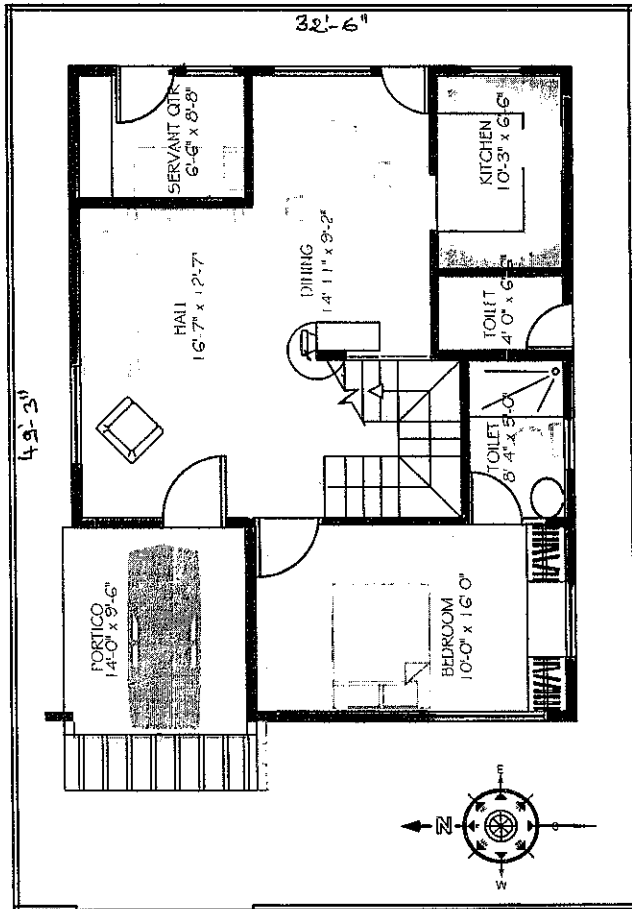 32'-6"
49'-3"
SERVANT QTR
6'-6" x 8'-8"
KITCHEN
10'-3" x 6'-6"
DINING
14' 11" x 9'-2"
HALL
16'-7" x 12'-7'
TOILET
4' 0" x 6'
TOILET
8' 4" x 5'-0"
PORTICO
14'-0" x 9'-6"
BEDROOM
10'-0" x 16' 0"
E
N
W